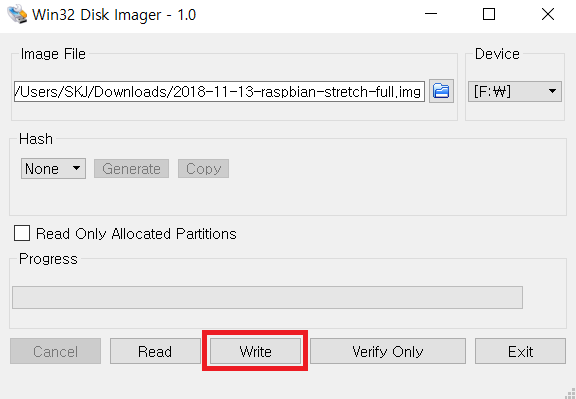 Win32 Disk Imager - 1.0
Image File
Device
/Users/SKJ/Downloads/2018-11-13-raspbian-stretch-full.img
[F:₩]
Hash
None
Generate
Copy
Read Only Allocated Partitions
Progress
Cancel
Read
Write
Verify Only
Exit